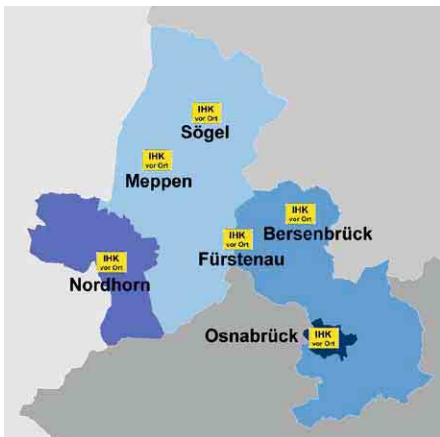 IHK
vor Ort
Sögel
IHK
vor Ort
Meppen
IHK
vor Ort
Bersenbrück
IHK
vor Ort
Fürstenau
IHK
vor Ort
Nordhorn
Osnabrück
IHK
vor Ort